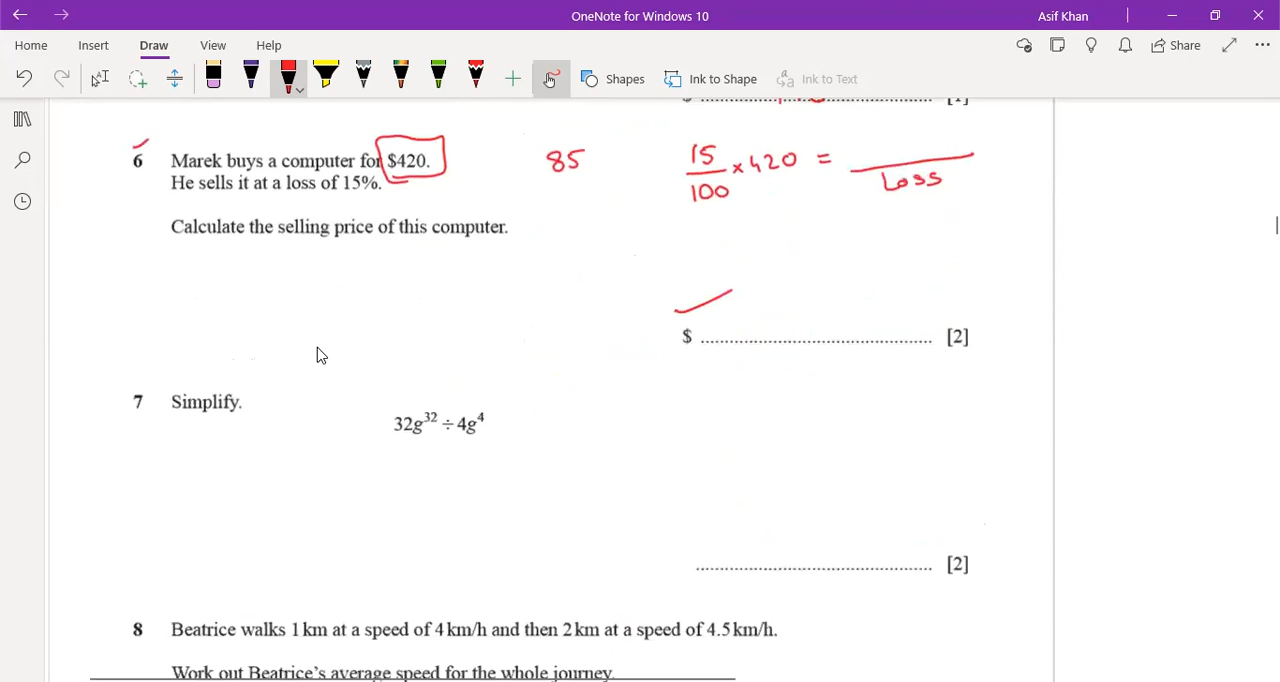 OneNote for Windows 10
Asif Khan
Home Insert Draw View Help
Share
Shapes Ink to Shape Ink to Text
$ [1]
6 Marek buys a computer for $420. 85 15/100 × 420 =
He sells it at a loss of 15%. Loss
Calculate the selling price of this computer.
$ ................................................ [2]
7 Simplify.
32g³² ÷ 4g⁴
................................................ [2]
8 Beatrice walks 1 km at a speed of 4 km/h and then 2 km at a speed of 4.5 km/h.
Work out Beatrice's average speed for the whole journey.